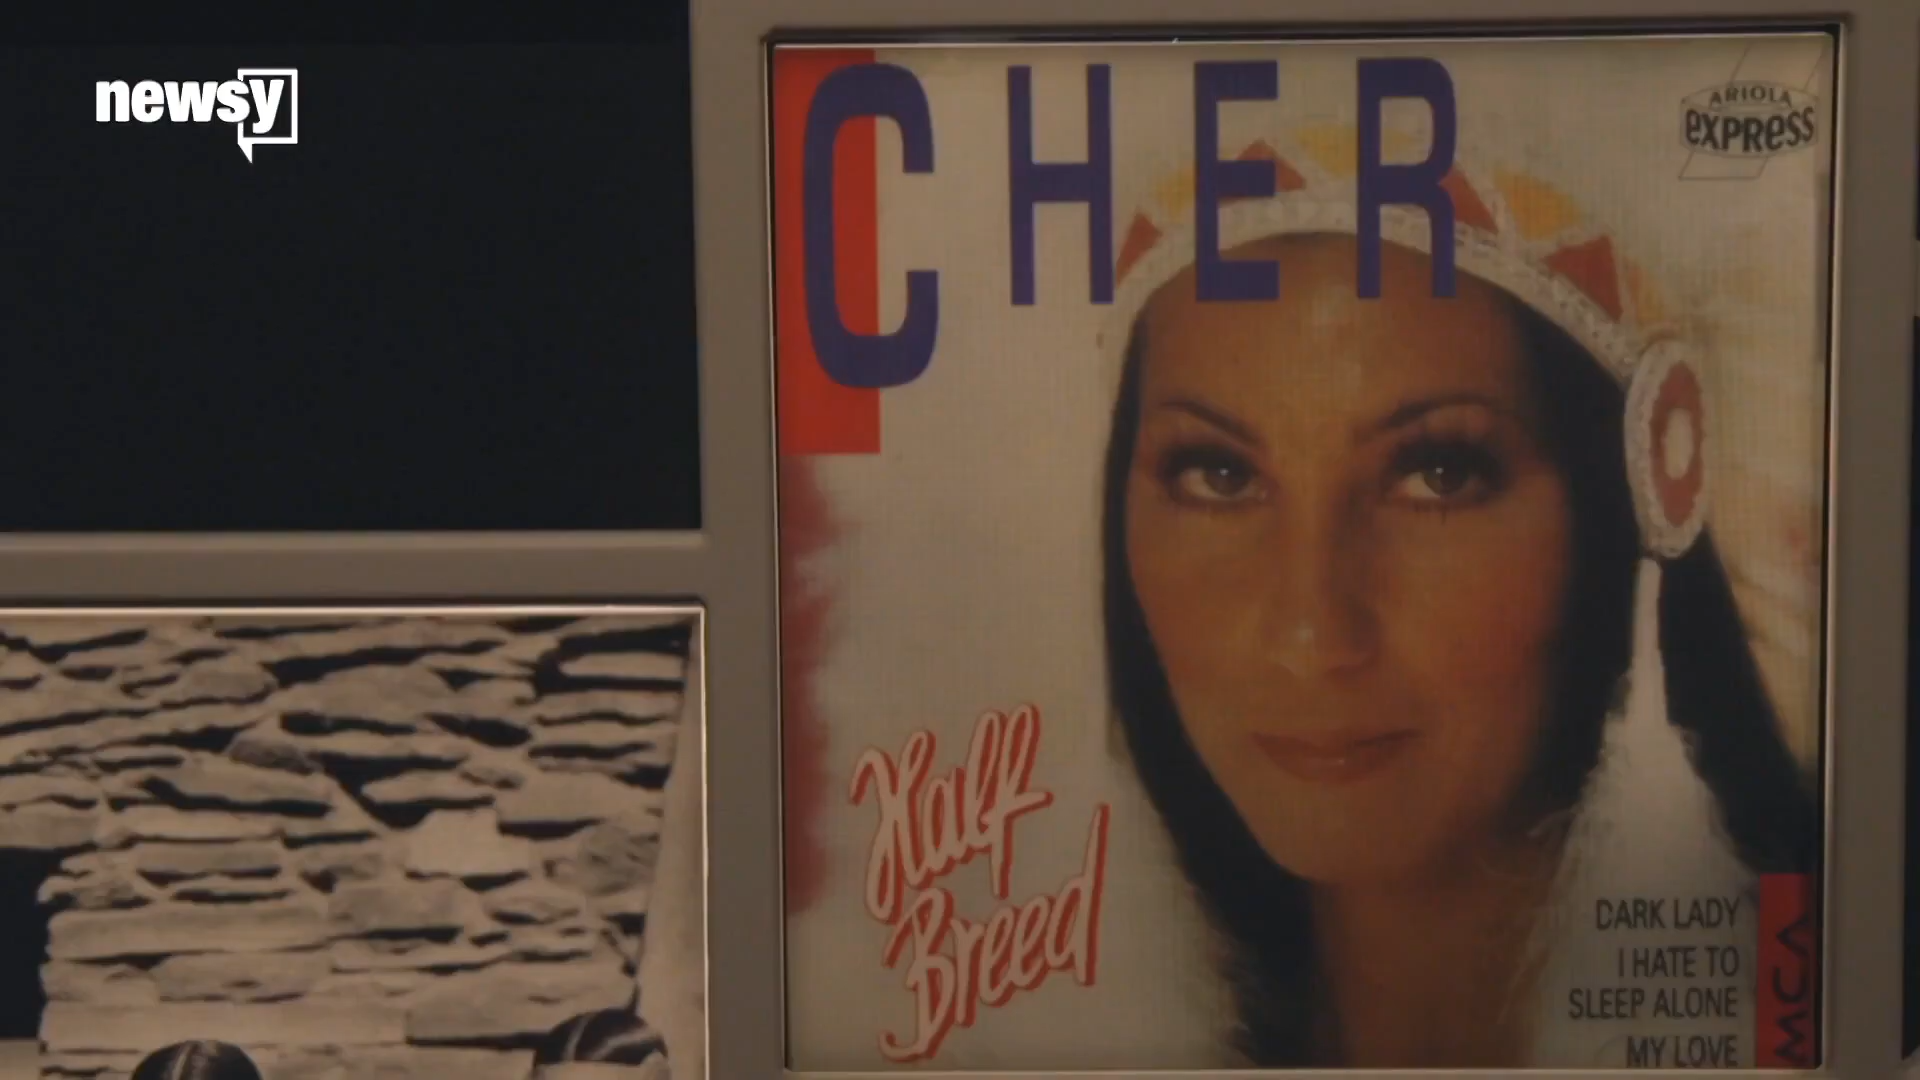 newsy
CHER
ARIOLA
EXPRESS
Half
Breed
DARK LADY
I HATE TO
SLEEP ALONE
MY LOVE
MCA